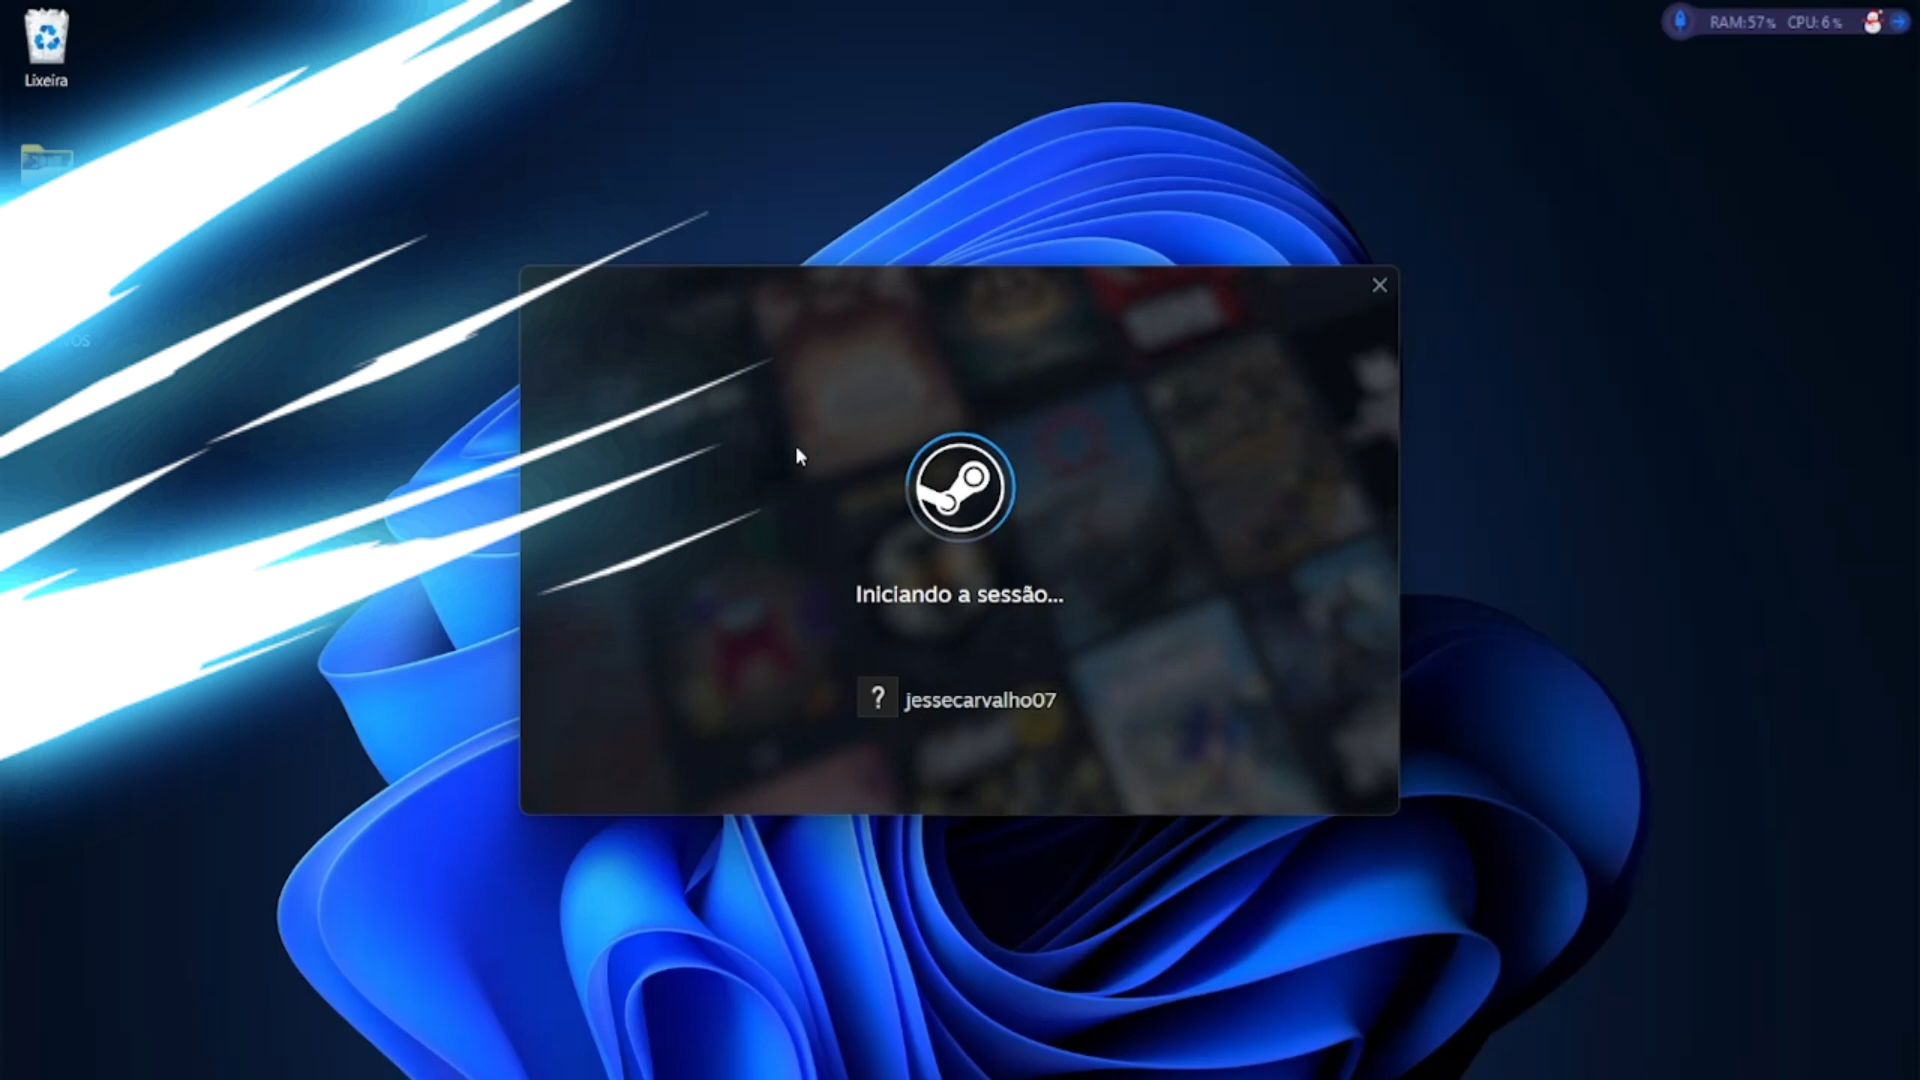 Lixeira
RAM:57% CPU: 6%
Iniciando a sessão...
? jessecarvalho07